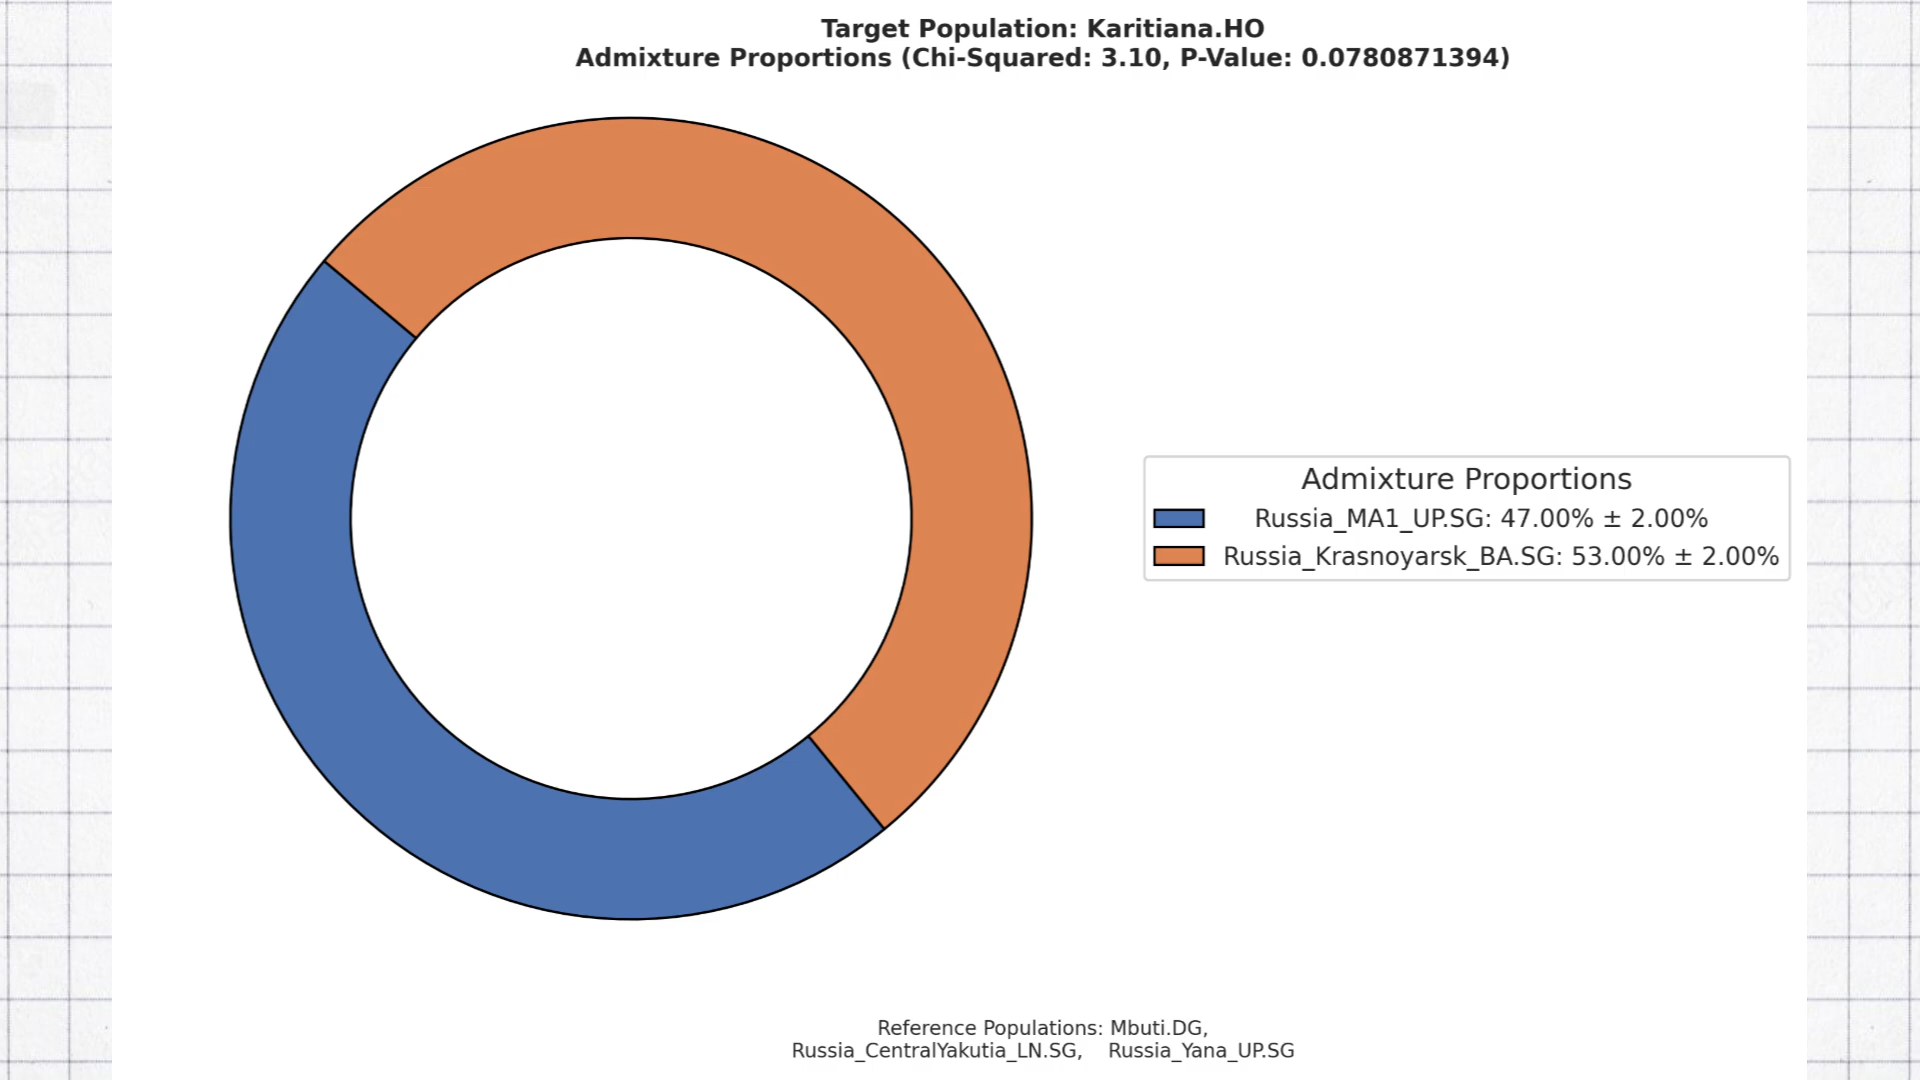 Target Population: Karitiana.HO
Admixture Proportions (Chi-Squared: 3.10, P-Value: 0.0780871394)
Admixture Proportions
Russia_MA1_UP.SG: 47.00% ± 2.00%
Russia_Krasnoyarsk_BA.SG: 53.00% ± 2.00%
Reference Populations: Mbuti.DG,
Russia_CentralYakutia_LN.SG, Russia_Yana_UP.SG